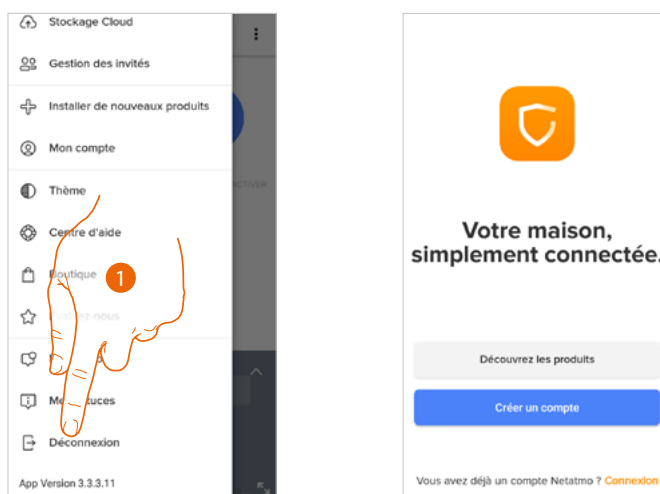 Stockage Cloud
Gestion des invités
Installer de nouveaux produits
Mon compte
ACTIVER
Thème
Centre d'aide
Boutique
1
-nous
Déconnexion
App Version 3.3.3.11
Votre maison,
simplement connectée.
Découvrez les produits
Créer un compte
Vous avez déjà un compte Netatmo ? Connexion